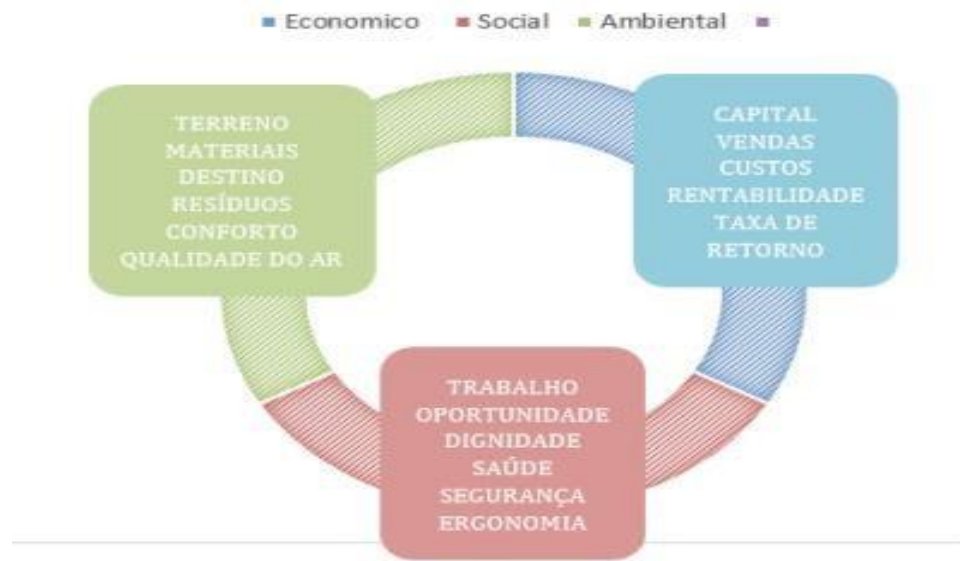 Economico Social Ambiental
TERRENO
MATERIAIS
DESTINO
RESÍDUOS
CONFORTO
QUALIDADE DO AR
CAPITAL
VENDAS
CUSTOS
RENTABILIDADE
TAXA DE
RETORNO
TRABALHO
OPORTUNIDADE
DIGNIDADE
SAÚDE
SEGURANÇA
ERGONOMIA